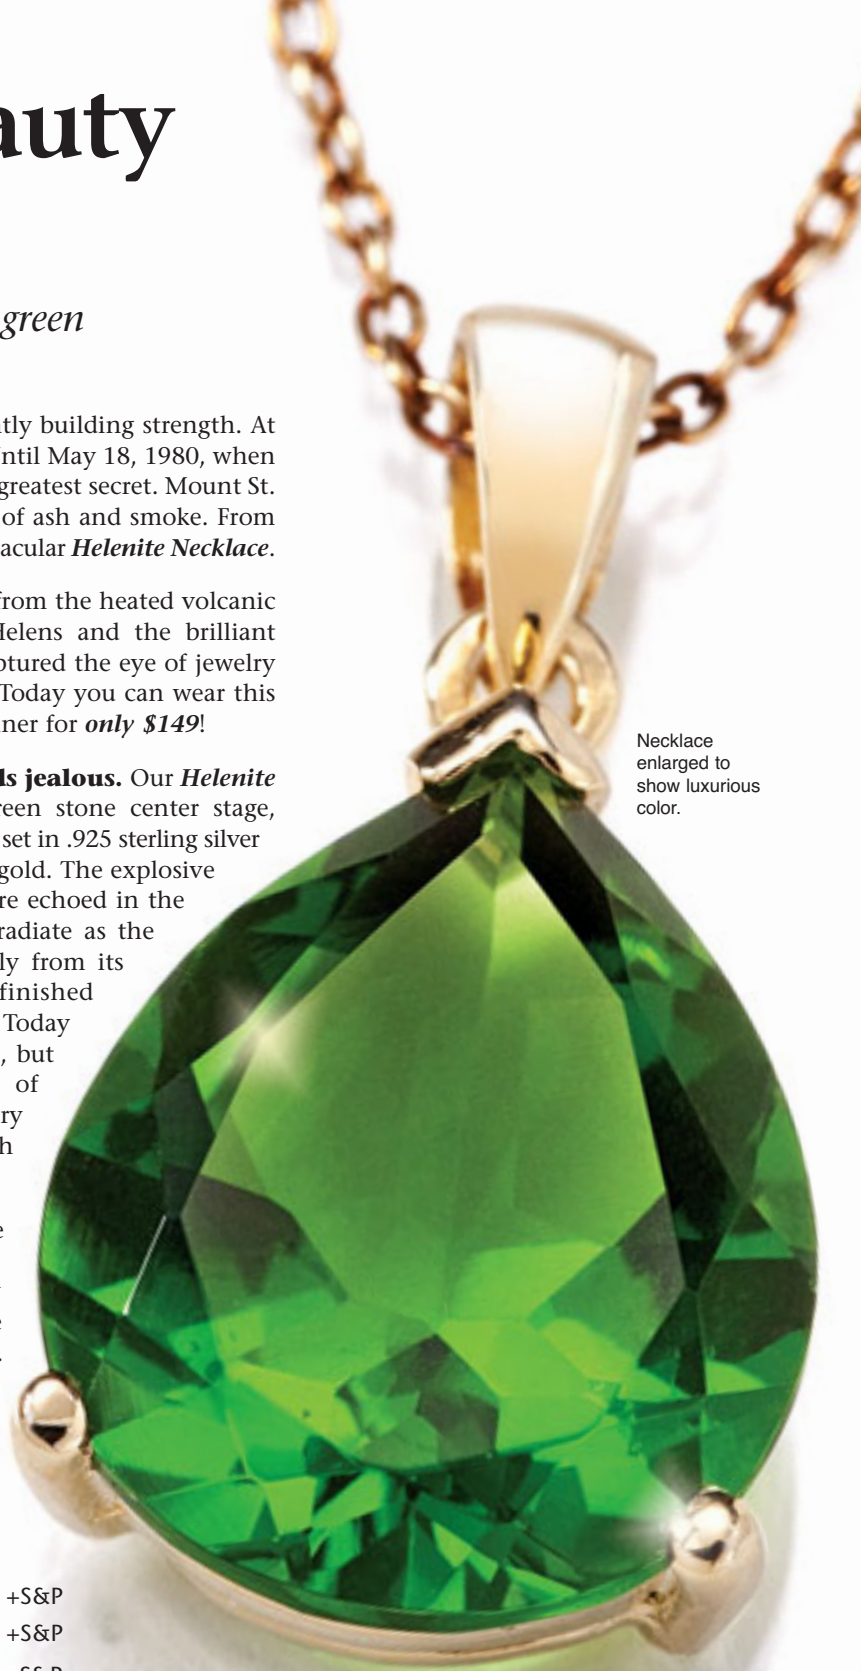 auty
green
tly building strength. At
ntil May 18, 1980, when
greatest secret. Mount St.
of ash and smoke. From
acular Helenite Necklace.
from the heated volcanic
Helens and the brilliant
ptured the eye of jewelry
Today you can wear this
ner for only $149!
ls jealous. Our Helenite
reen stone center stage,
set in .925 sterling silver
gold. The explosive
re echoed in the
radiate as the
ly from its
finished
Today
, but
of
ry
h
e
e
.
Necklace
enlarged to
show luxurious
color.
+S&P
+S&P